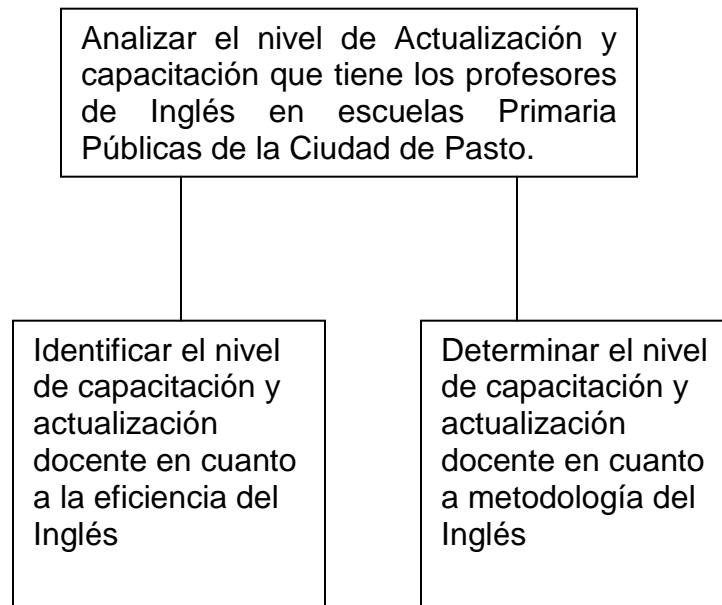 Analizar el nivel de Actualización y
capacitación que tiene los profesores
de Inglés en escuelas Primaria
Públicas de la Ciudad de Pasto.
Identificar el nivel
de capacitación y
actualización
docente en cuanto
a la eficiencia del
Inglés
Determinar el nivel
de capacitación y
actualización
docente en cuanto
a metodología del
Inglés